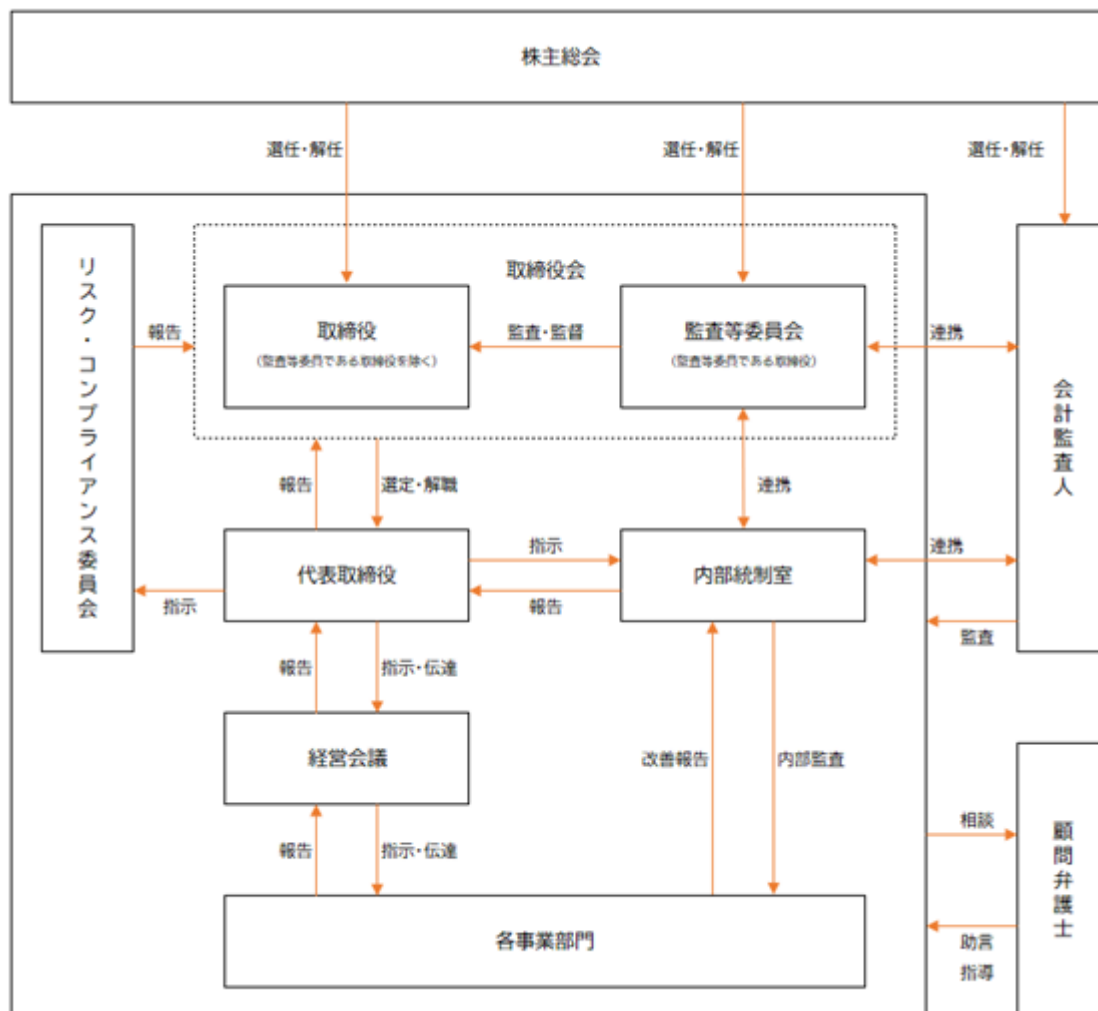 株主総会
選任・解任
選任・解任
選任・解任
リスク・コンプライアンス委員会
取締役会
取締役
(監査等委員である取締役を除く)
監査・監督
監査等委員会
(監査等委員である取締役)
報告
連携
会計監査人
報告
選定・解職
連携
代表取締役
指示
報告
内部統制室
連携
指示
監査
報告
指示・伝達
経営会議
改善報告
内部監査
報告
指示・伝達
相談
顧問弁護士
各事業部門
助言
指導